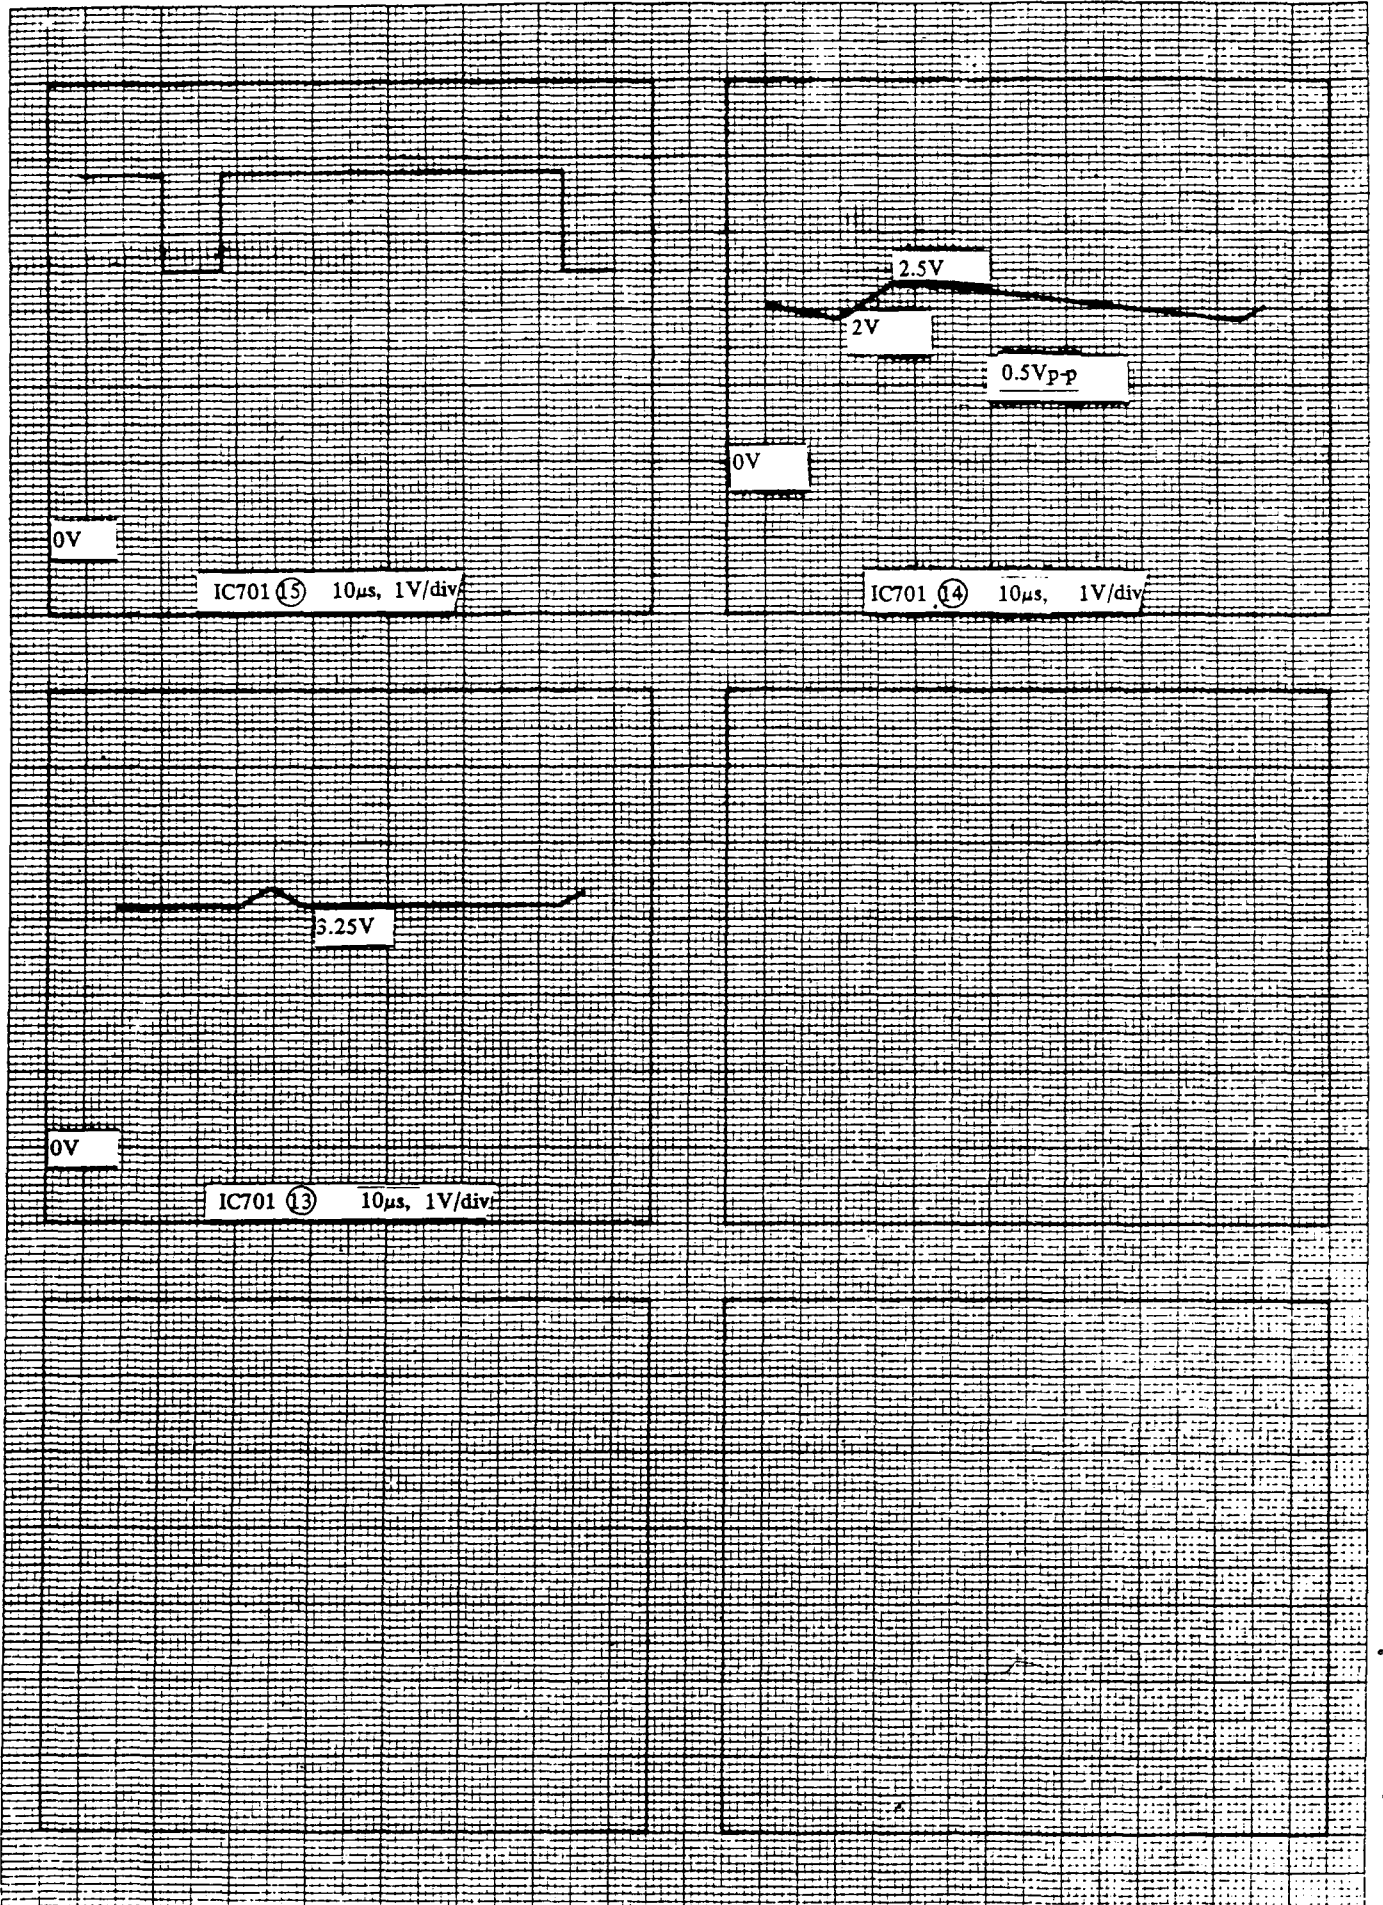 2.5V
2V
0.5Vp-p
0V
0V
IC701 ⑮ 10μs, 1V/div
IC701 ⑭ 10μs, 1V/div
3.25V
0V
IC701 ⑬ 10μs, 1V/div